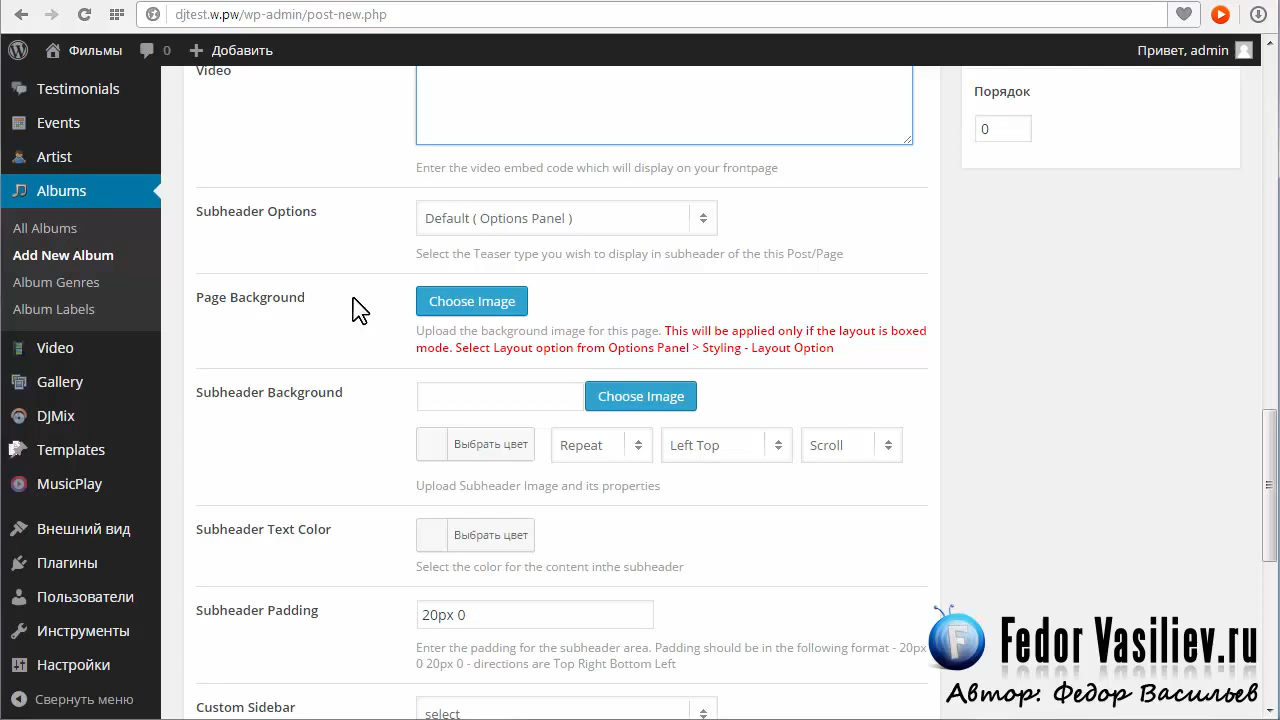 djtest.w.pw/wp-admin/post-new.php
Фильмы
0
Добавить
Привет, admin
Testimonials
Events
Artist
Albums
All Albums
Add New Album
Album Genres
Album Labels
Video
Gallery
DJMix
Templates
MusicPlay
Внешний вид
Плагины
Пользователи
Инструменты
Настройки
Свернуть меню
Video
Enter the video embed code which will display on your frontpage
Subheader Options
Default ( Options Panel )
Select the Teaser type you wish to display in subheader of the this Post/Page
Page Background
Choose Image
Upload the background image for this page. This will be applied only if the layout is boxed
mode. Select Layout option from Options Panel > Styling - Layout Option
Subheader Background
Choose Image
Выбрать цвет
Repeat
Left Top
Scroll
Upload Subheader Image and its properties
Subheader Text Color
Выбрать цвет
Select the color for the content inthe subheader
Subheader Padding
20px 0
Enter the padding for the subheader area. Padding should be in the following format - 20px
0 20px 0 - directions are Top Right Bottom Left
Custom Sidebar
select
Порядок
0
F
Fedor Vasiliev.ru
Автор: Федор Васильев